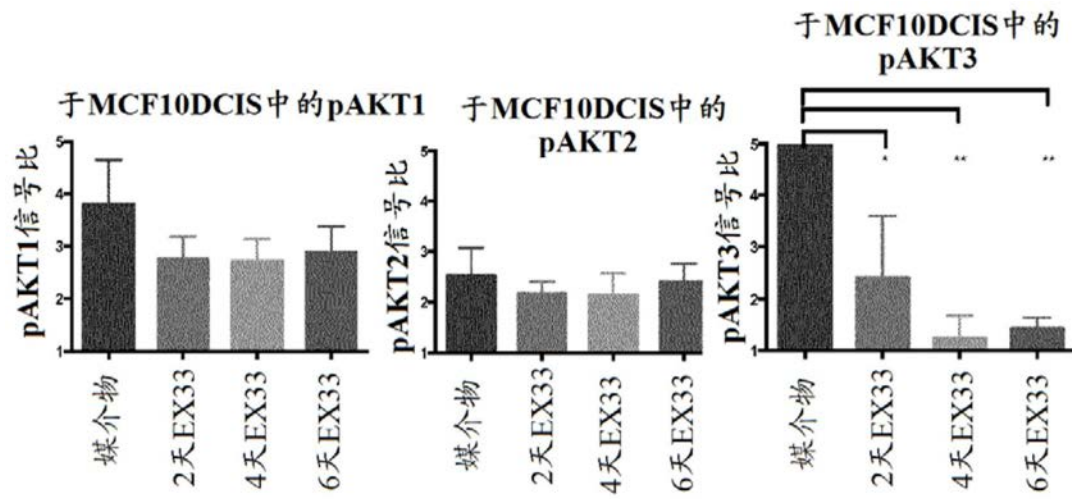 于MCF10DCIS中的pAKT1
pAKT1信号比
5
4
3
2
1
媒介物
2天EX33
4天EX33
6天EX33
于MCF10DCIS中的
pAKT2
pAKT2信号比
5
4
3
2
1
媒介物
2天EX33
4天EX33
6天EX33
于MCF10DCIS中的
pAKT3
pAKT3信号比
5
4
3
2
1
*
**
**
媒介物
2天EX33
4天EX33
6天EX33